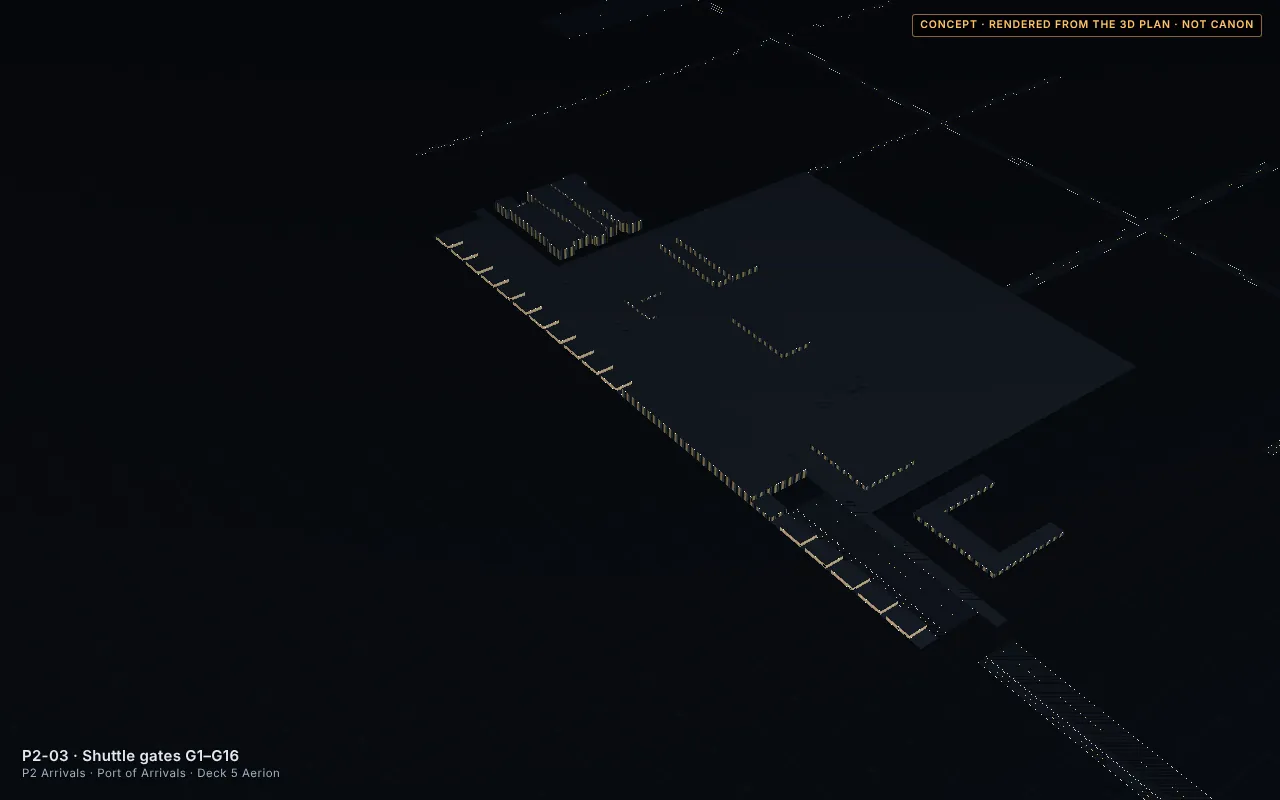 CONCEPT · RENDERED FROM THE 3D PLAN · NOT CANON
P2-03 · Shuttle gates G1–G16
P2 Arrivals · Port of Arrivals · Deck 5 Aerion